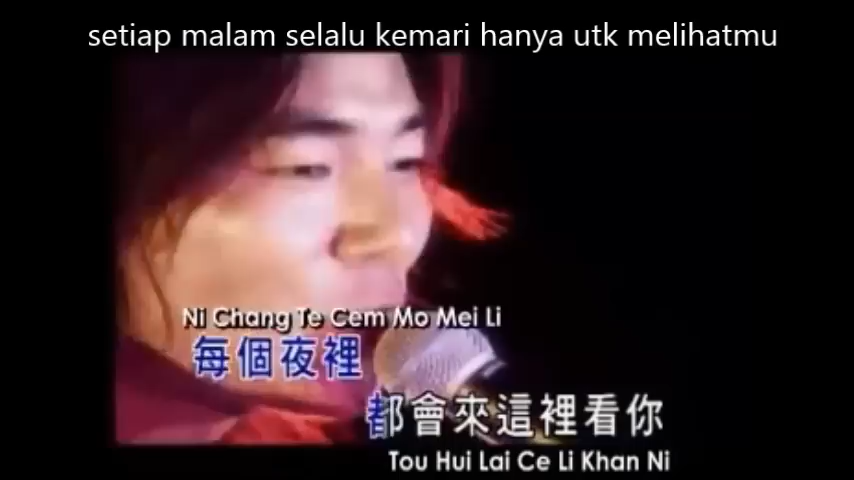 setiap malam selalu kemari hanya utk melihatmu
Ni Chang Te Cem Mo Mei Li
每個夜裡
都會來這裡看你
Tou Hui Lai Ce Li Khan Ni